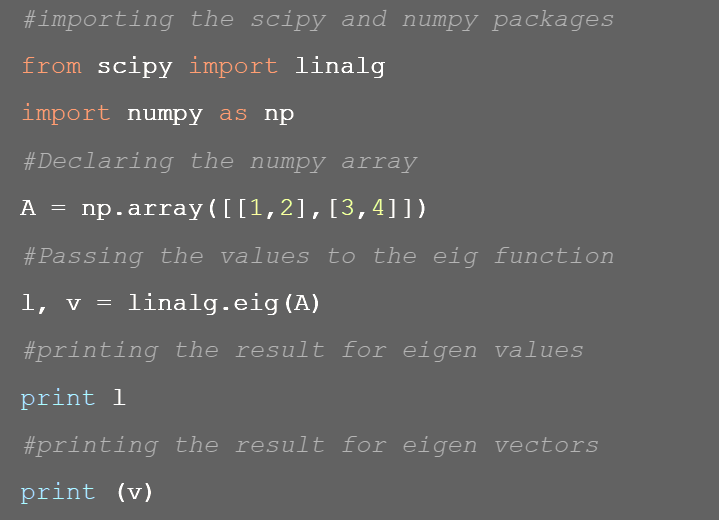 #importing the scipy and numpy packages
from scipy import linalg
import numpy as np
#Declaring the numpy array
A = np.array([[1,2],[3,4]])
#Passing the values to the eig function
l, v = linalg.eig(A)
#printing the result for eigen values
print l
#printing the result for eigen vectors
print (v)